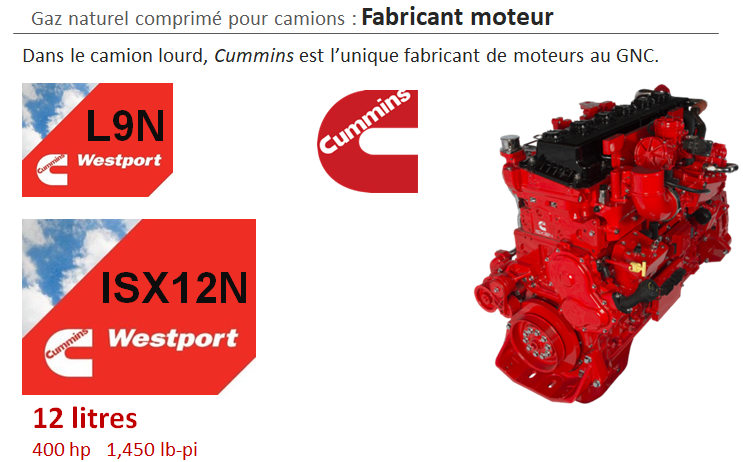 Gaz naturel comprimé pour camions : Fabricant moteur
Dans le camion lourd, Cummins est l’unique fabricant de moteurs au GNC.
L9N
Cummins Westport
Cummins
ISX12N
Cummins Westport
12 litres
400 hp 1,450 lb-pi